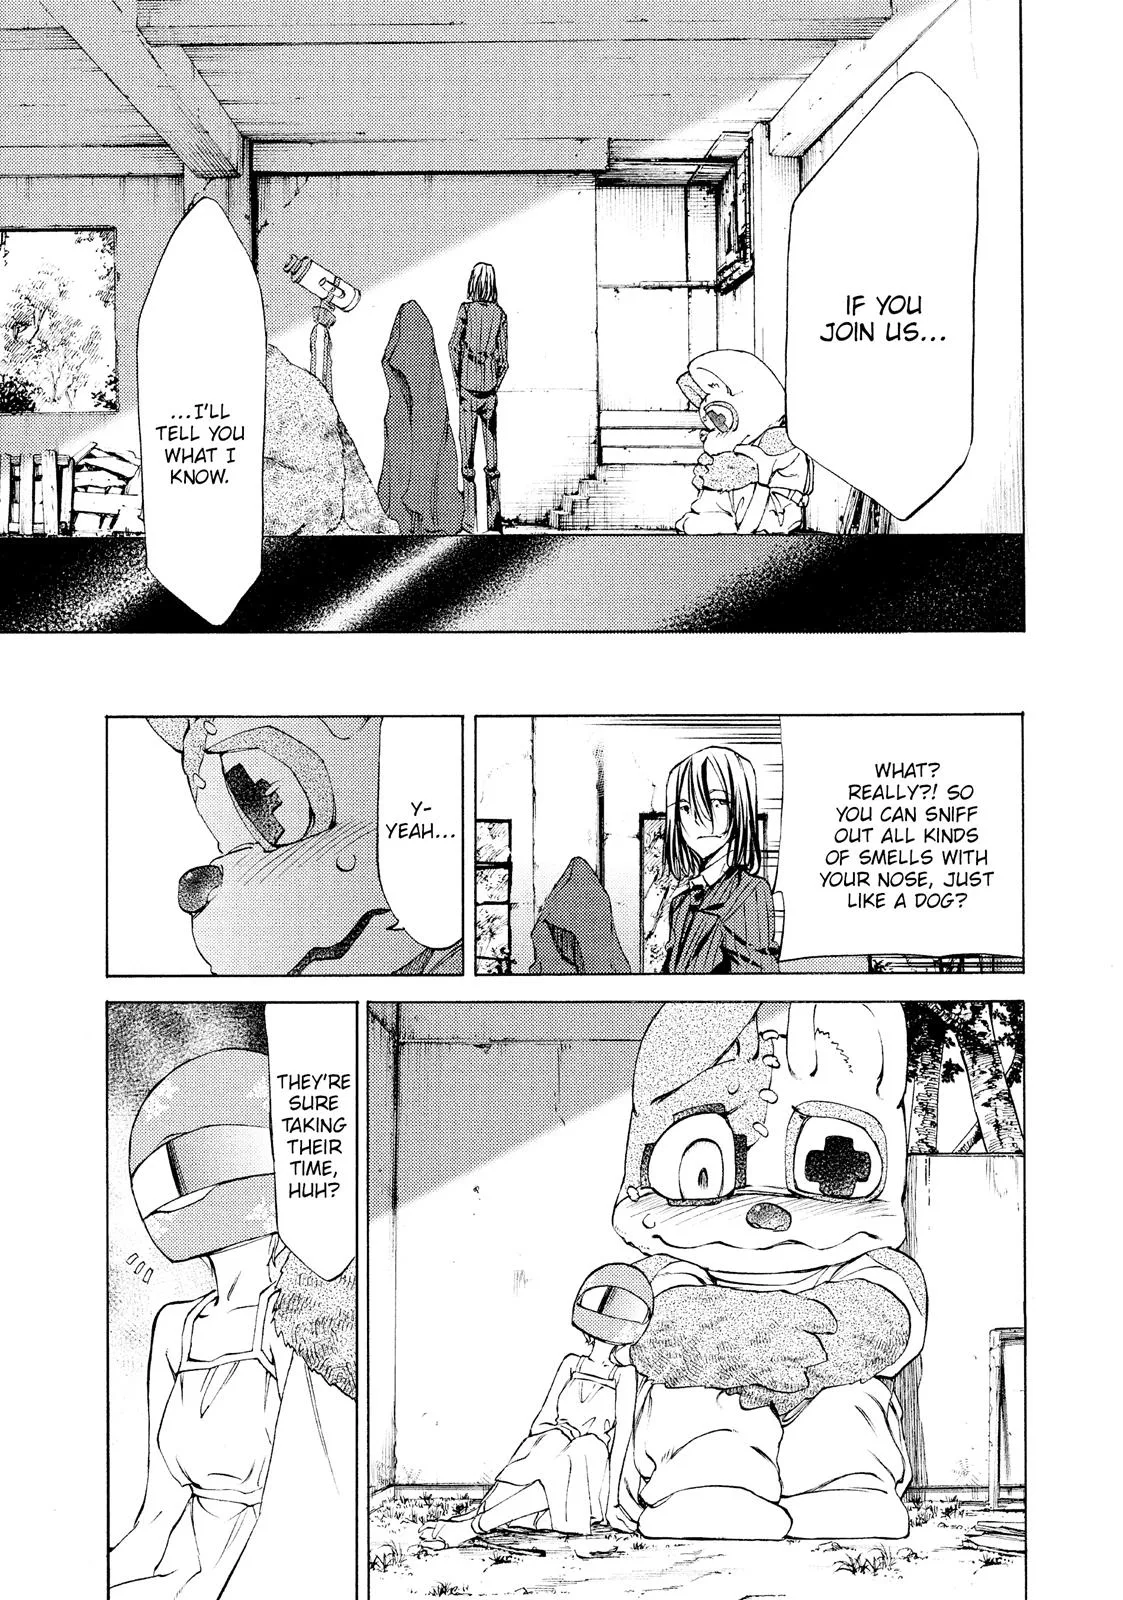 IF YOU
JOIN US...
...I'LL
TELL YOU
WHAT I
KNOW.
WHAT?
REALLY?! SO
YOU CAN SNIFF
OUT ALL KINDS
OF SMELLS WITH
YOUR NOSE, JUST
LIKE A DOG?
Y-
YEAH...
THEY'RE
SURE
TAKING
THEIR
TIME,
HUH?